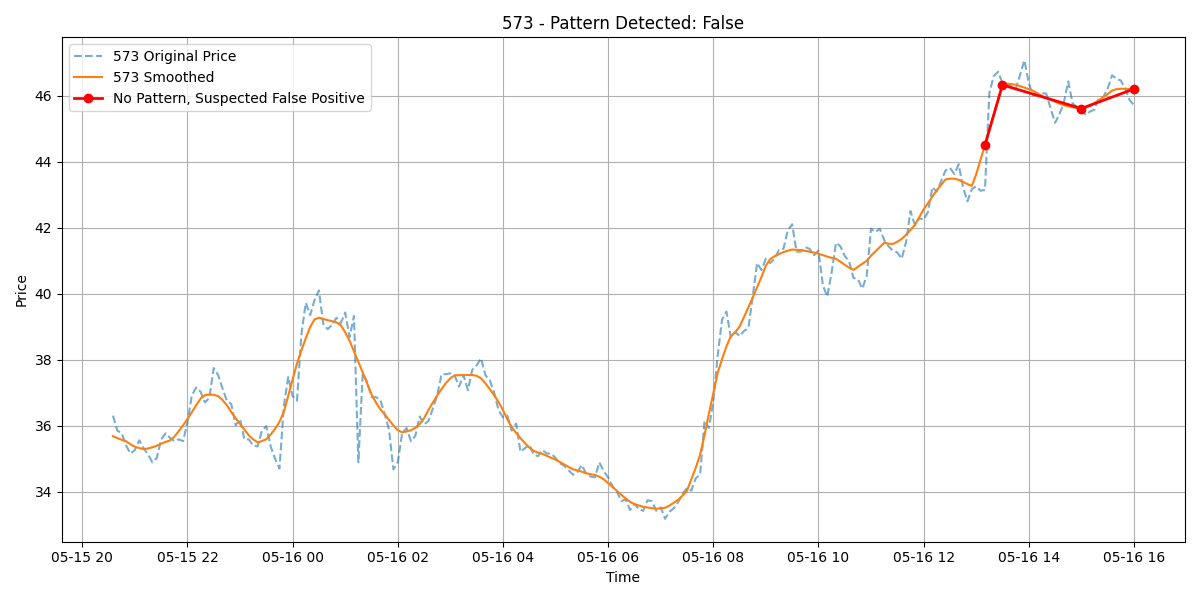 573 - Pattern Detected: False
573 Original Price
573 Smoothed
No Pattern, Suspected False Positive
Price
46
44
42
40
38
36
34
05-15 20 05-15 22 05-16 00 05-16 02 05-16 04 05-16 06 05-16 08 05-16 10 05-16 12 05-16 14 05-16 16
Time